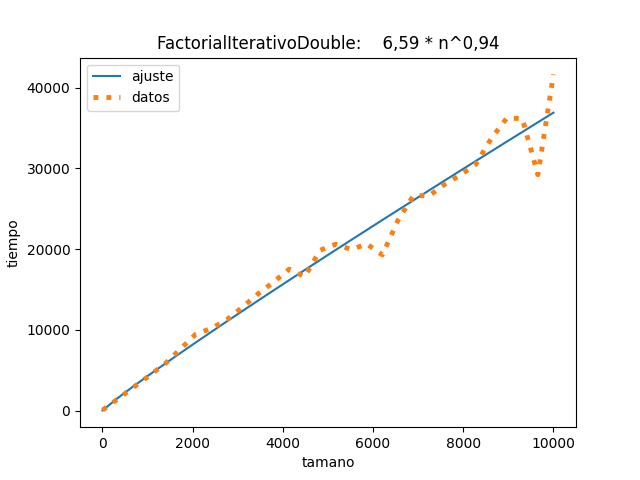 FactorialIterativoDouble: 6,59 * n^0,94
ajuste
datos
40000
30000
20000
10000
0
tiempo
0 2000 4000 6000 8000 10000
tamano